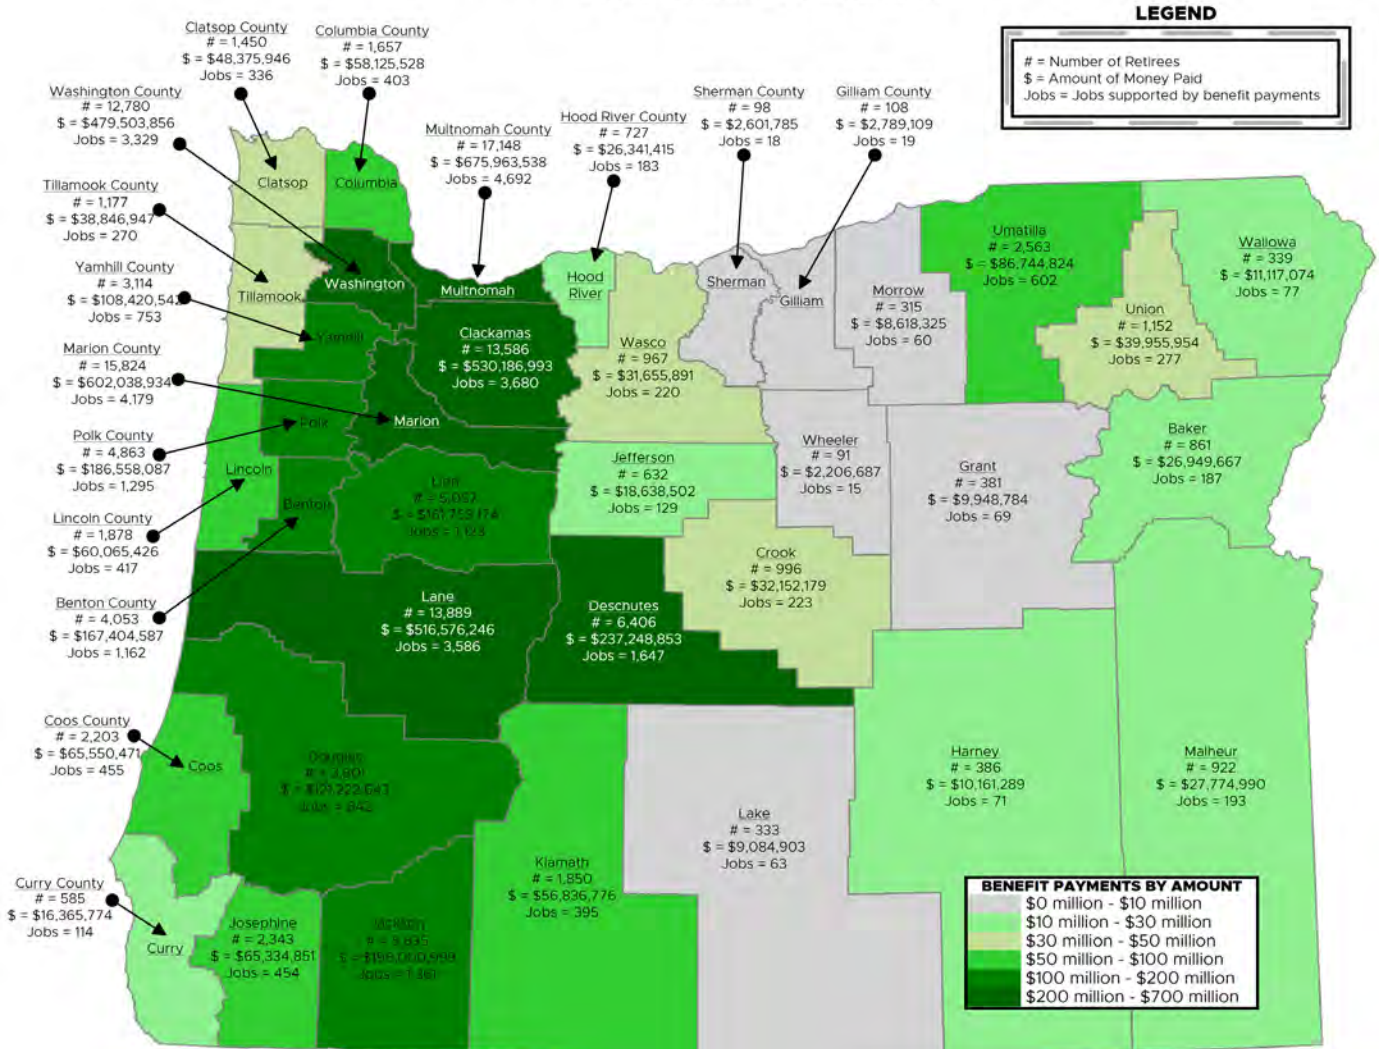 LEGEND
# = Number of Retirees
$ = Amount of Money Paid
Jobs = Jobs supported by benefit payments
Clatsop County
# = 1,450
$ = $48,375,946
Jobs = 336
Columbia County
# = 1,657
$ = $58,125,528
Jobs = 403
Washington County
# = 12,780
$ = $479,503,856
Jobs = 3,329
Multnomah County
# = 17,148
$ = $675,963,538
Jobs = 4,692
Hood River County
# = 727
$ = $26,341,415
Jobs = 183
Sherman County
# = 98
$ = $2,601,785
Jobs = 18
Gilliam County
# = 108
$ = $2,789,109
Jobs = 19
Tillamook County
# = 1,177
$ = $38,846,947
Jobs = 270
Yamhill County
# = 3,114
$ = $108,420,542
Jobs = 753
Marion County
# = 15,824
$ = $602,038,934
Jobs = 4,179
Polk County
# = 4,863
$ = $186,558,087
Jobs = 1,295
Lincoln County
# = 1,878
$ = $60,065,426
Jobs = 417
Benton County
# = 4,053
$ = $167,404,587
Jobs = 1,162
Coos County
# = 2,203
$ = $65,550,471
Jobs = 455
Curry County
# = 585
$ = $16,365,774
Jobs = 114
Clatsop
Columbia
Tillamook
Washington
Multnomah
Hood
River
Sherman
Gilliam
Yamhill
Marion
Polk
Lincoln
Benton
Coos
Curry
Clackamas
# = 13,586
$ = $530,186,993
Jobs = 3,680
Wasco
# = 967
$ = $31,655,891
Jobs = 220
Morrow
# = 315
$ = $8,618,325
Jobs = 60
Umatilla
# = 2,563
$ = $86,744,824
Jobs = 602
Union
# = 1,152
$ = $39,955,954
Jobs = 277
Wallowa
# = 339
$ = $11,117,074
Jobs = 77
Baker
# = 861
$ = $26,949,667
Jobs = 187
Jefferson
# = 632
$ = $18,638,502
Jobs = 129
Wheeler
# = 91
$ = $2,206,687
Jobs = 15
Grant
# = 381
$ = $9,948,784
Jobs = 69
Linn
Crook
# = 996
$ = $32,152,179
Jobs = 223
Lane
# = 13,889
$ = $516,576,246
Jobs = 3,586
Deschutes
# = 6,406
$ = $237,248,853
Jobs = 1,647
Douglas
# = 3,801
Jobs = 842
Harney
# = 386
$ = $10,161,289
Jobs = 71
Malheur
# = 922
$ = $27,774,990
Jobs = 193
Lake
# = 333
$ = $9,084,903
Jobs = 63
Klamath
# = 1,850
$ = $56,836,776
Jobs = 395
Josephine
# = 2,343
$ = $65,334,851
Jobs = 454
Jackson
BENEFIT PAYMENTS BY AMOUNT
$0 million - $10 million
$10 million - $30 million
$30 million - $50 million
$50 million - $100 million
$100 million - $200 million
$200 million - $700 million